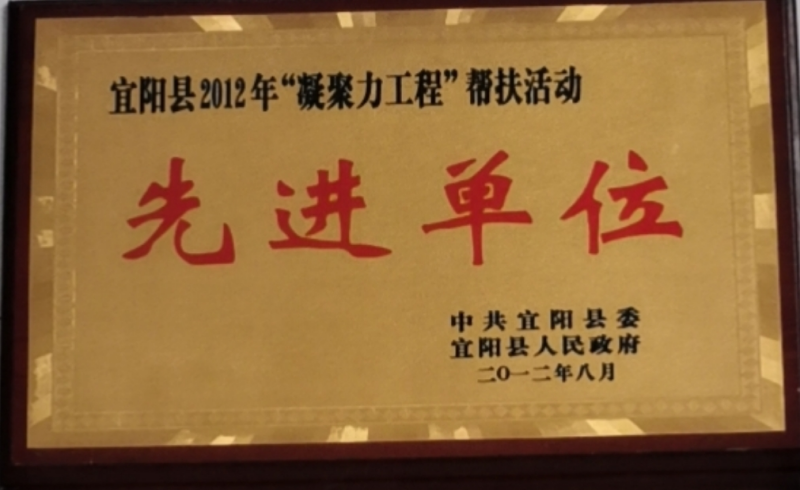 宜阳县2012年“凝聚力工程”帮扶活动
先进单位
中共宜阳县委
宜阳县人民政府
二〇一二年八月